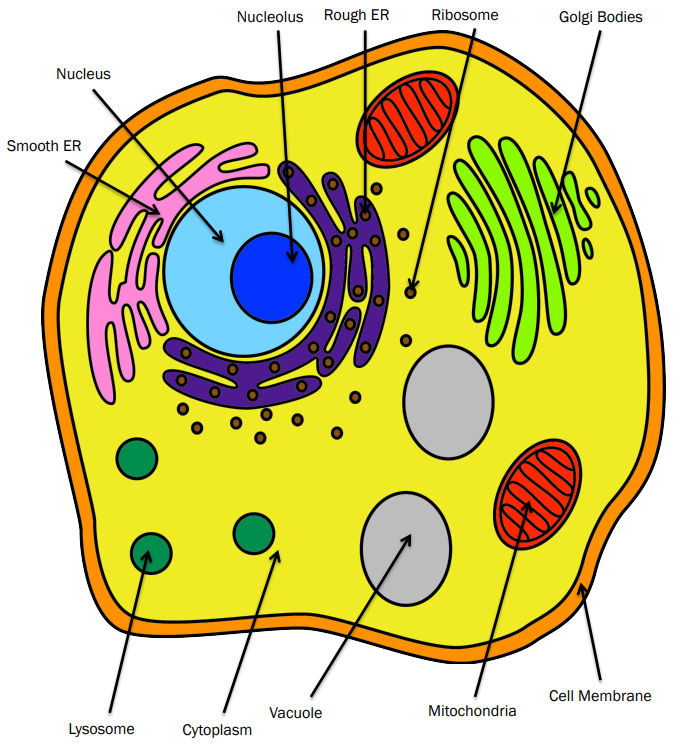 Nucleolus
Rough ER
Ribosome
Golgi Bodies
Nucleus
Smooth ER
Lysosome
Cytoplasm
Vacuole
Mitochondria
Cell Membrane